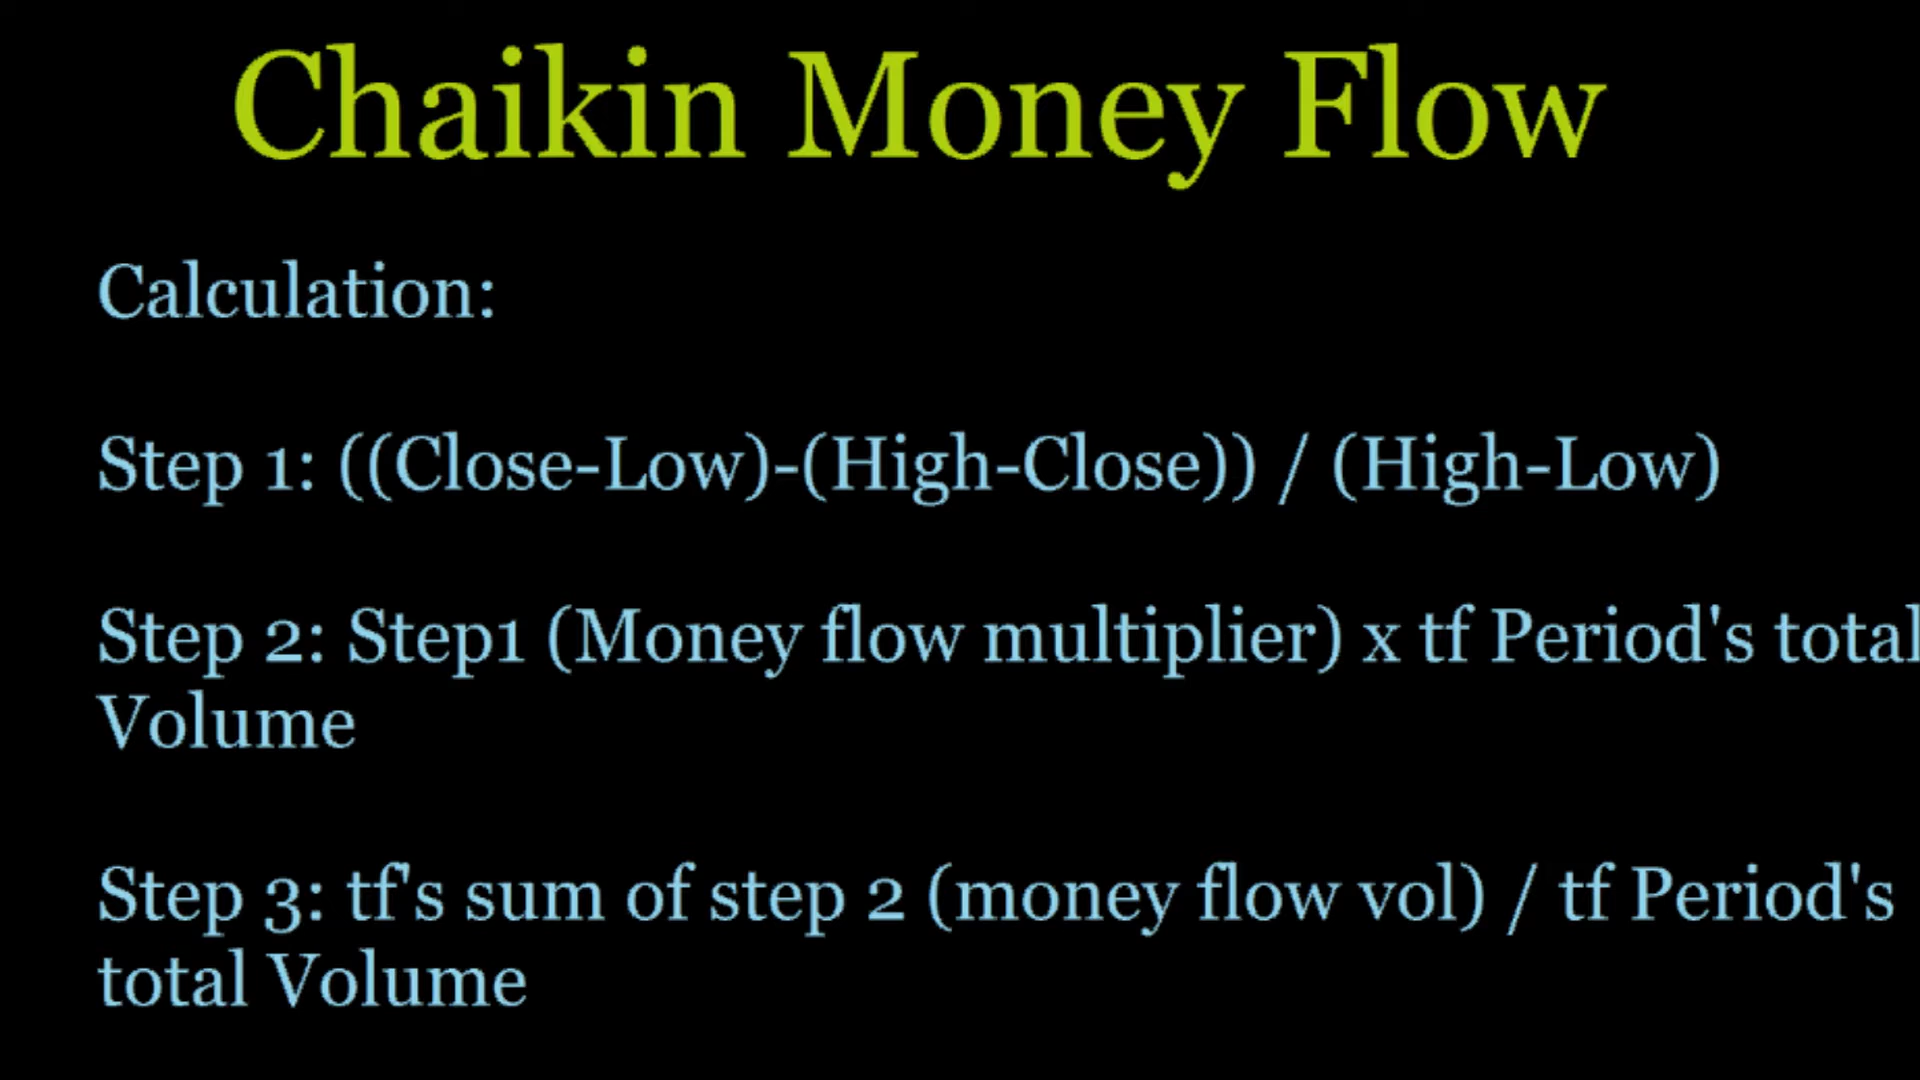 Chaikin Money Flow
Calculation:
Step 1: ((Close-Low)-(High-Close)) / (High-Low)
Step 2: Step1 (Money flow multiplier) x tf Period's total
Volume
Step 3: tf's sum of step 2 (money flow vol) / tf Period's
total Volume